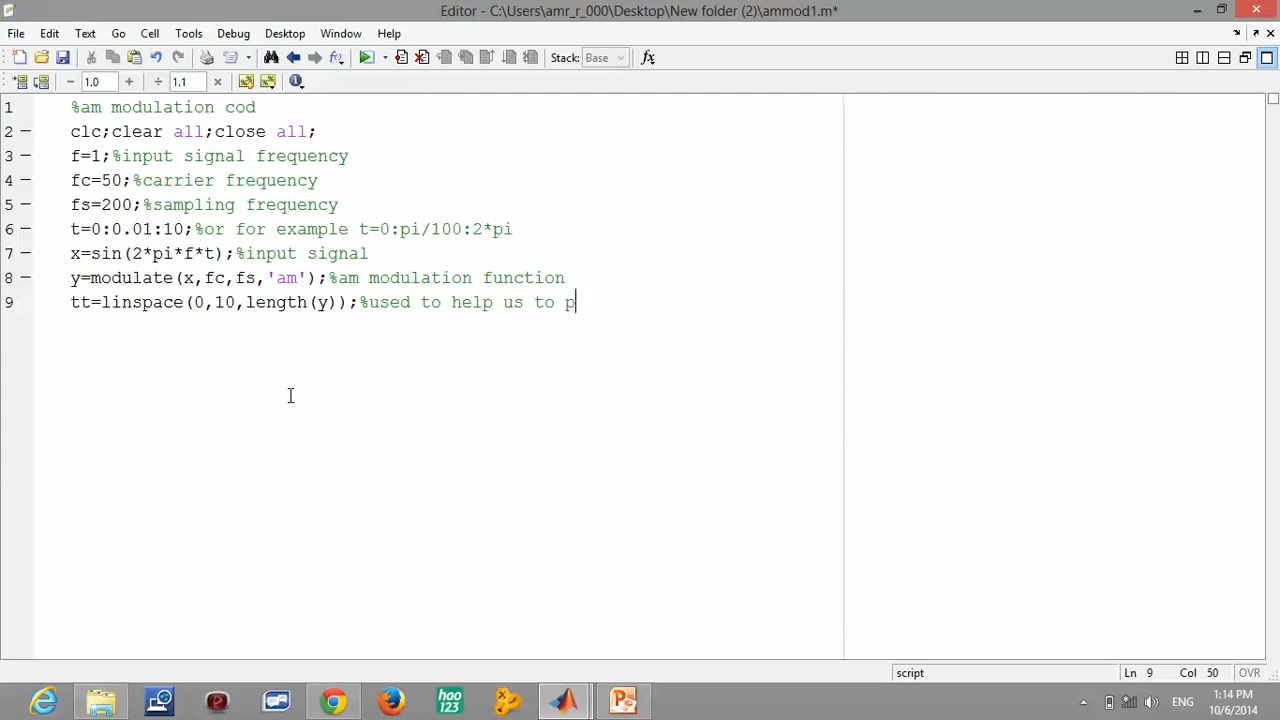 Editor - C:\Users\amr_r_000\Desktop\New folder (2)\ammod1.m*
File Edit Text Go Cell Tools Debug Desktop Window Help
Stack: Base fx
1.0 1.1
1 %am modulation cod
2 clc;clear all;close all;
3 f=1;%input signal frequency
4 fc=50;%carrier frequency
5 fs=200;%sampling frequency
6 t=0:0.01:10;%or for example t=0:pi/100:2*pi
7 x=sin(2*pi*f*t);%input signal
8 y=modulate(x,fc,fs,'am');%am modulation function
9 tt=linspace(0,10,length(y));%used to help us to p
script Ln 9 Col 50 OVR
hao
123
ENG
1:14 PM
10/6/2014